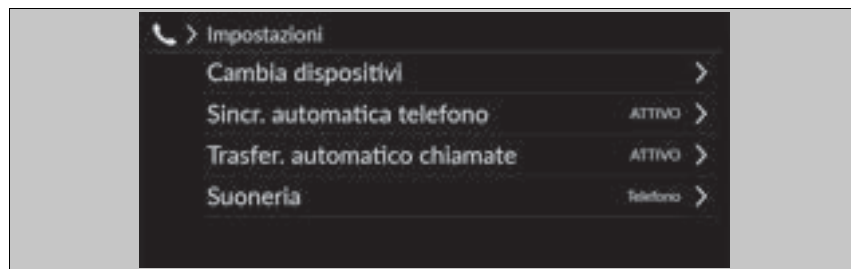 Impostazioni
Cambia dispositivi
Sincr. automatica telefono ATTIVO
Trasfer. automatico chiamate ATTIVO
Suoneria Telefono